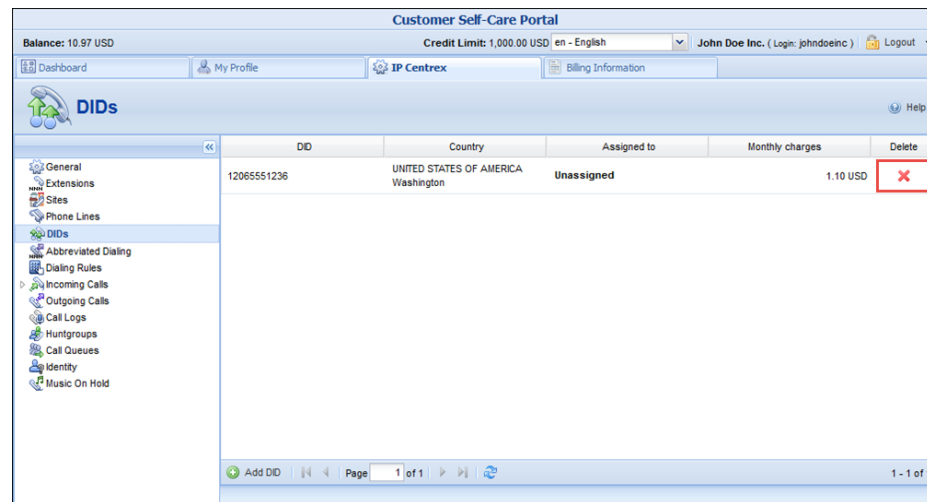 Customer Self-Care Portal
Balance: 10.97 USD Credit Limit: 1,000.00 USD en - English John Doe Inc. ( Login: johndoeinc ) Logout
Dashboard My Profile IP Centrex Billing Information
DIDs Help
DID Country Assigned to Monthly charges Delete
General
Extensions
Sites
Phone Lines
DIDs
Abbreviated Dialing
Dialing Rules
Incoming Calls
Outgoing Calls
Call Logs
Huntgroups
Call Queues
Identity
Music On Hold
12065551236 UNITED STATES OF AMERICA Unassigned 1.10 USD
Washington
Add DID Page 1 of 1 1 - 1 of